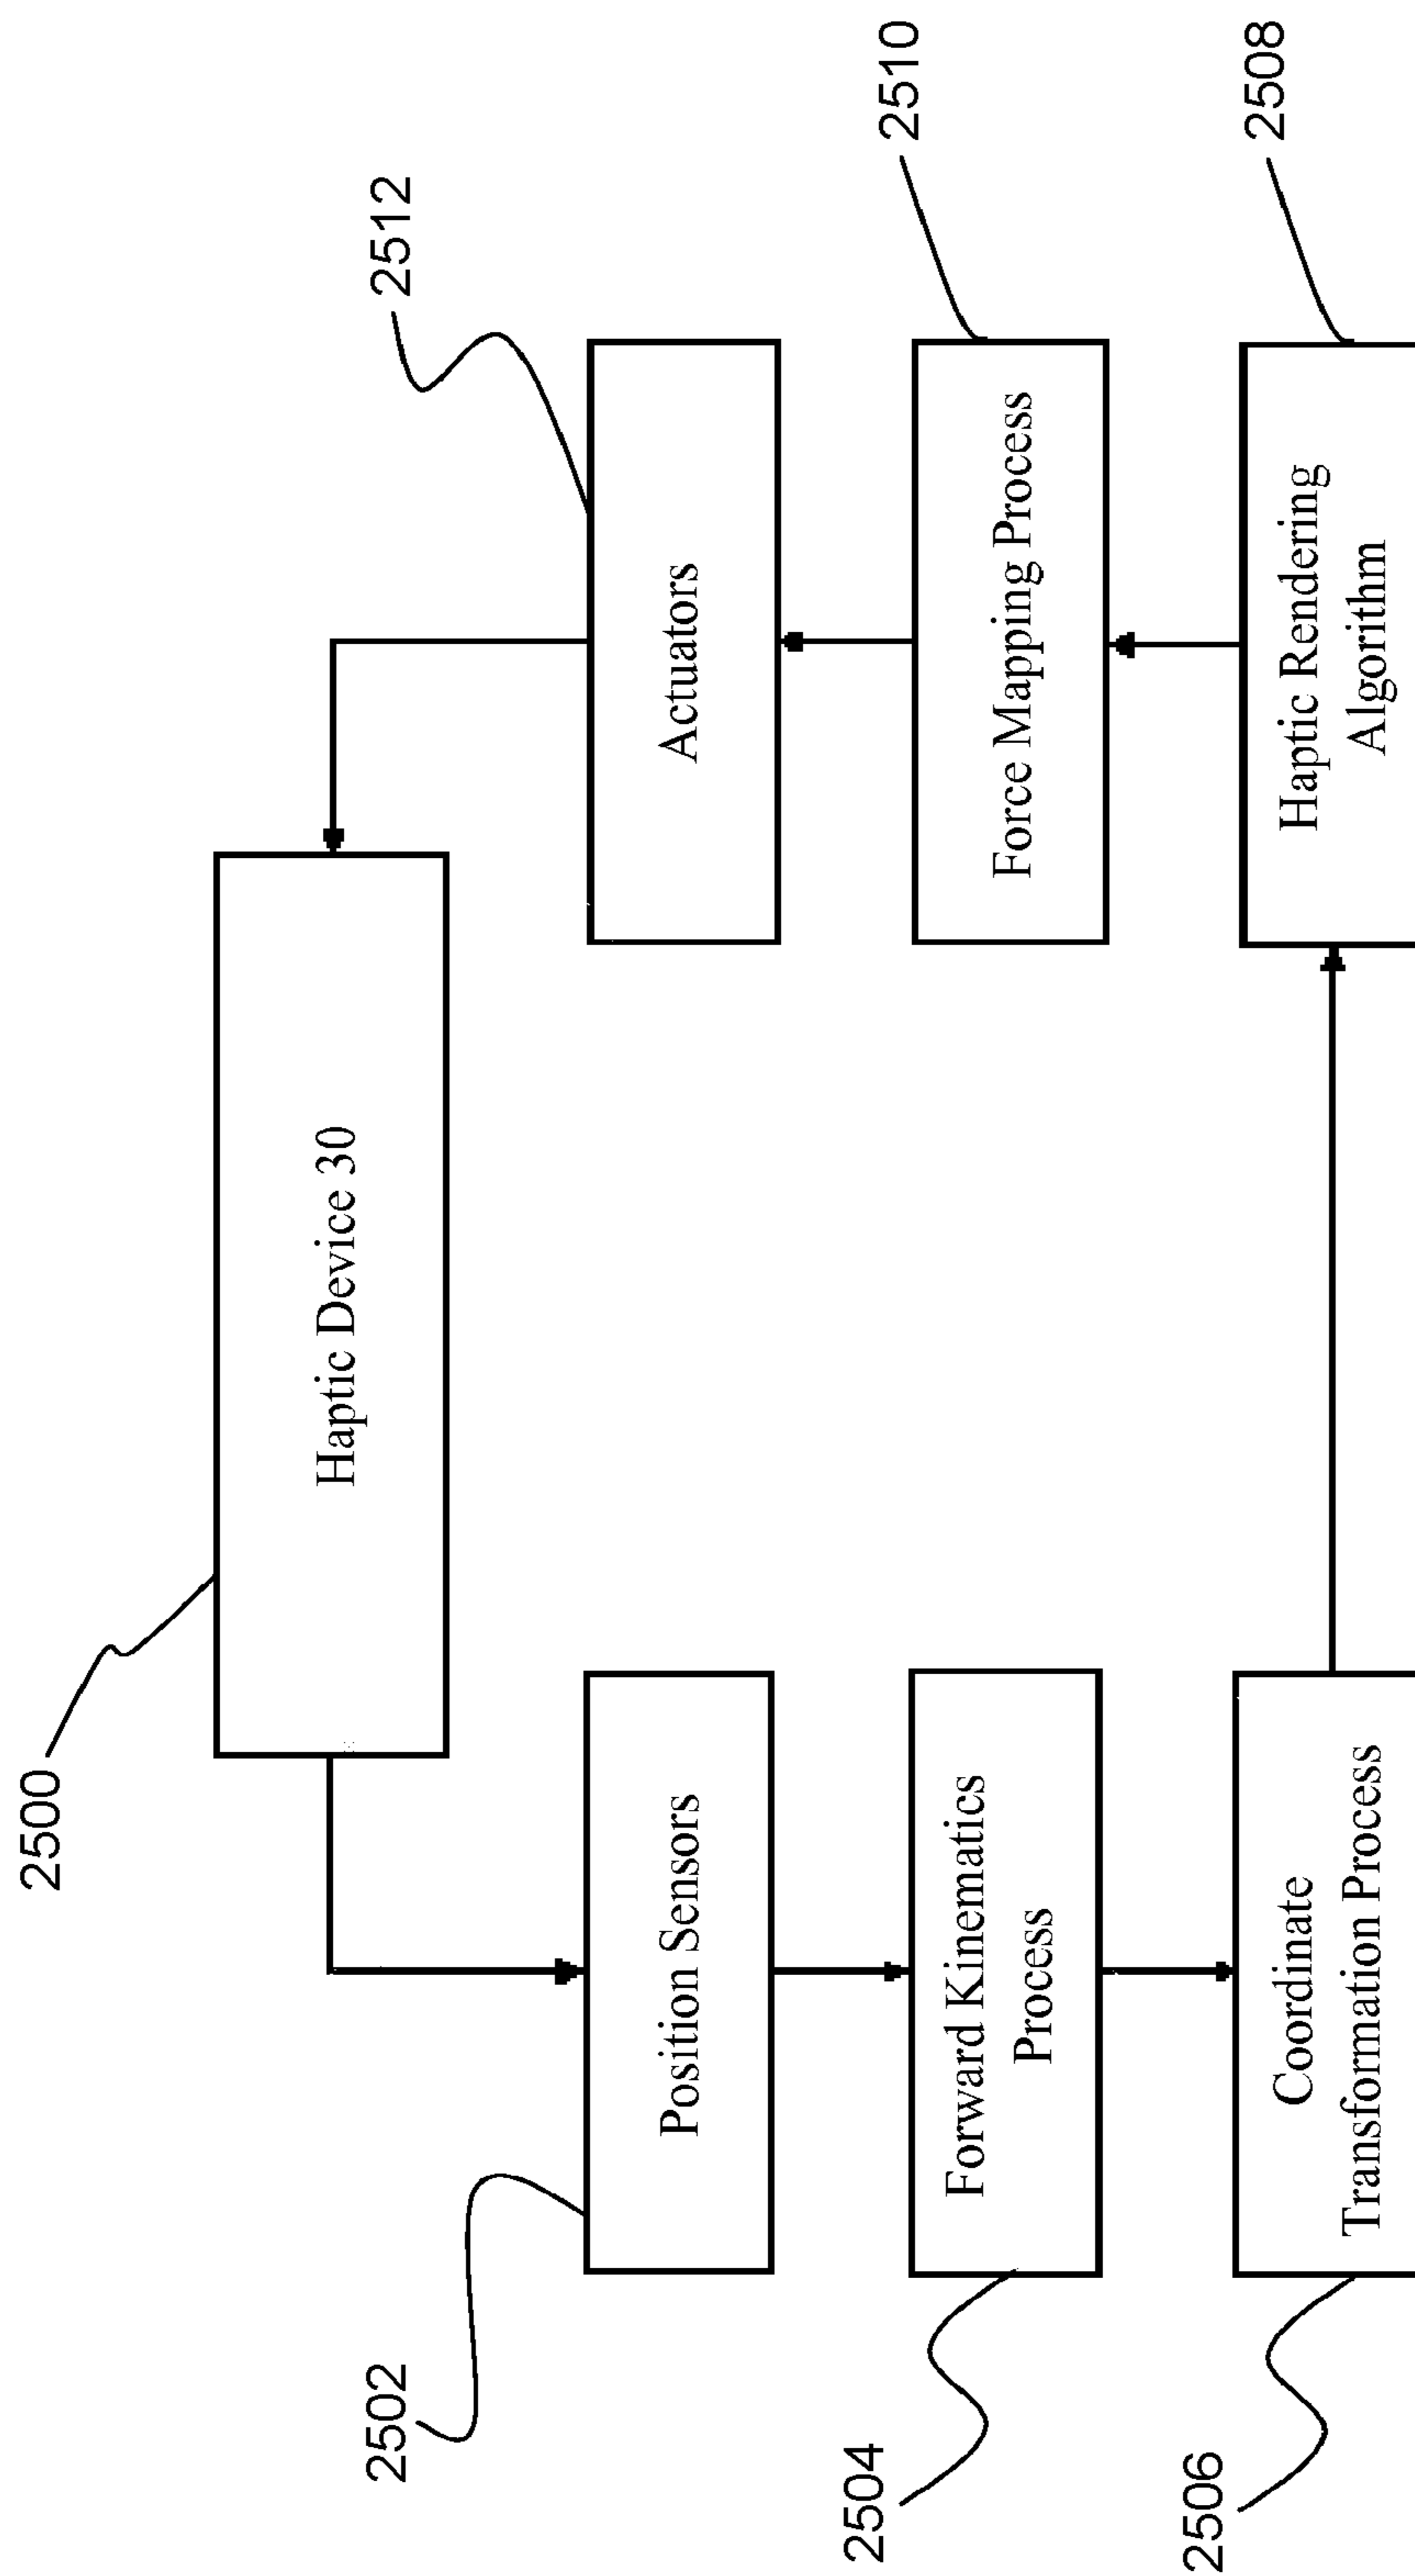 2500
Haptic Device 30
2502
Position Sensors
Actuators
2512
2504
Forward Kinematics
Process
Force Mapping Process
2510
2506
Coordinate
Transformation Process
Haptic Rendering
Algorithm
2508